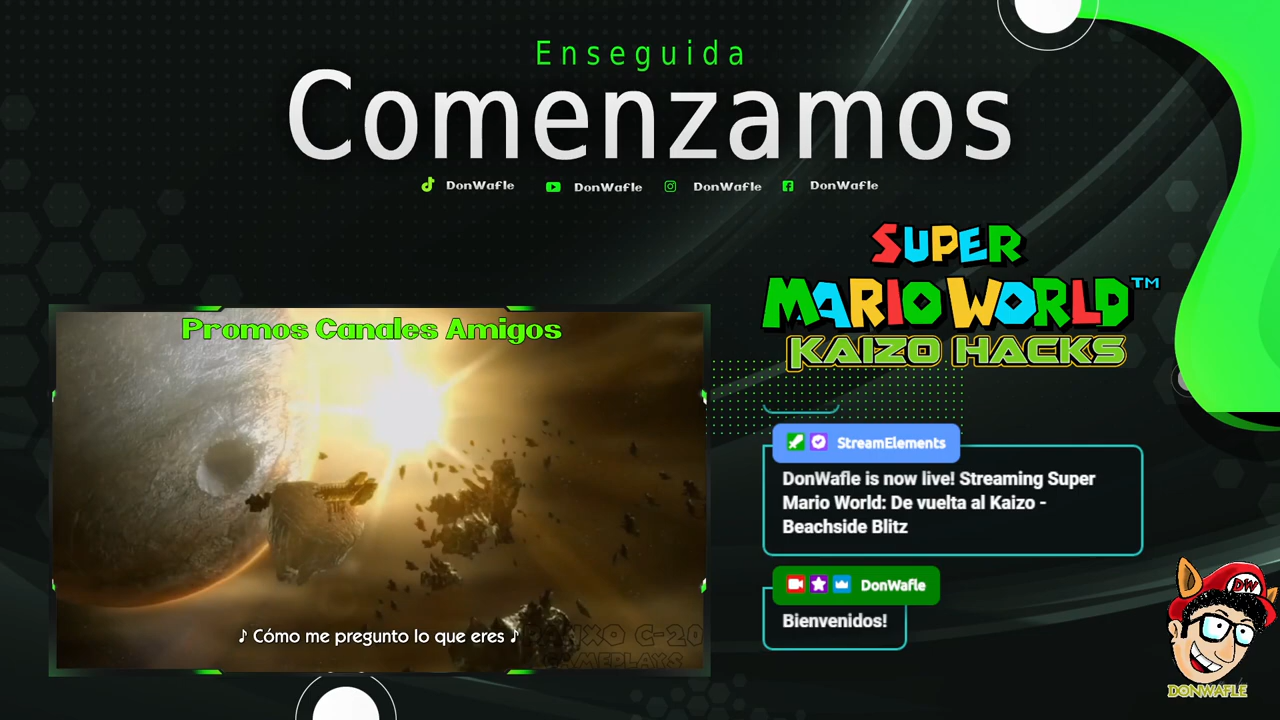 Enseguida
Comenzamos
DonWafle DonWafle DonWafle DonWafle
SUPER
MARIO WORLD™
KAIZO HACKS
Promos Canales Amigos
♪ Cómo me pregunto lo que eres ♪
C-20
GAMEPLAYS
StreamElements
DonWafle is now live! Streaming Super
Mario World: De vuelta al Kaizo -
Beachside Blitz
DonWafle
Bienvenidos!
DW
DONWAFLE